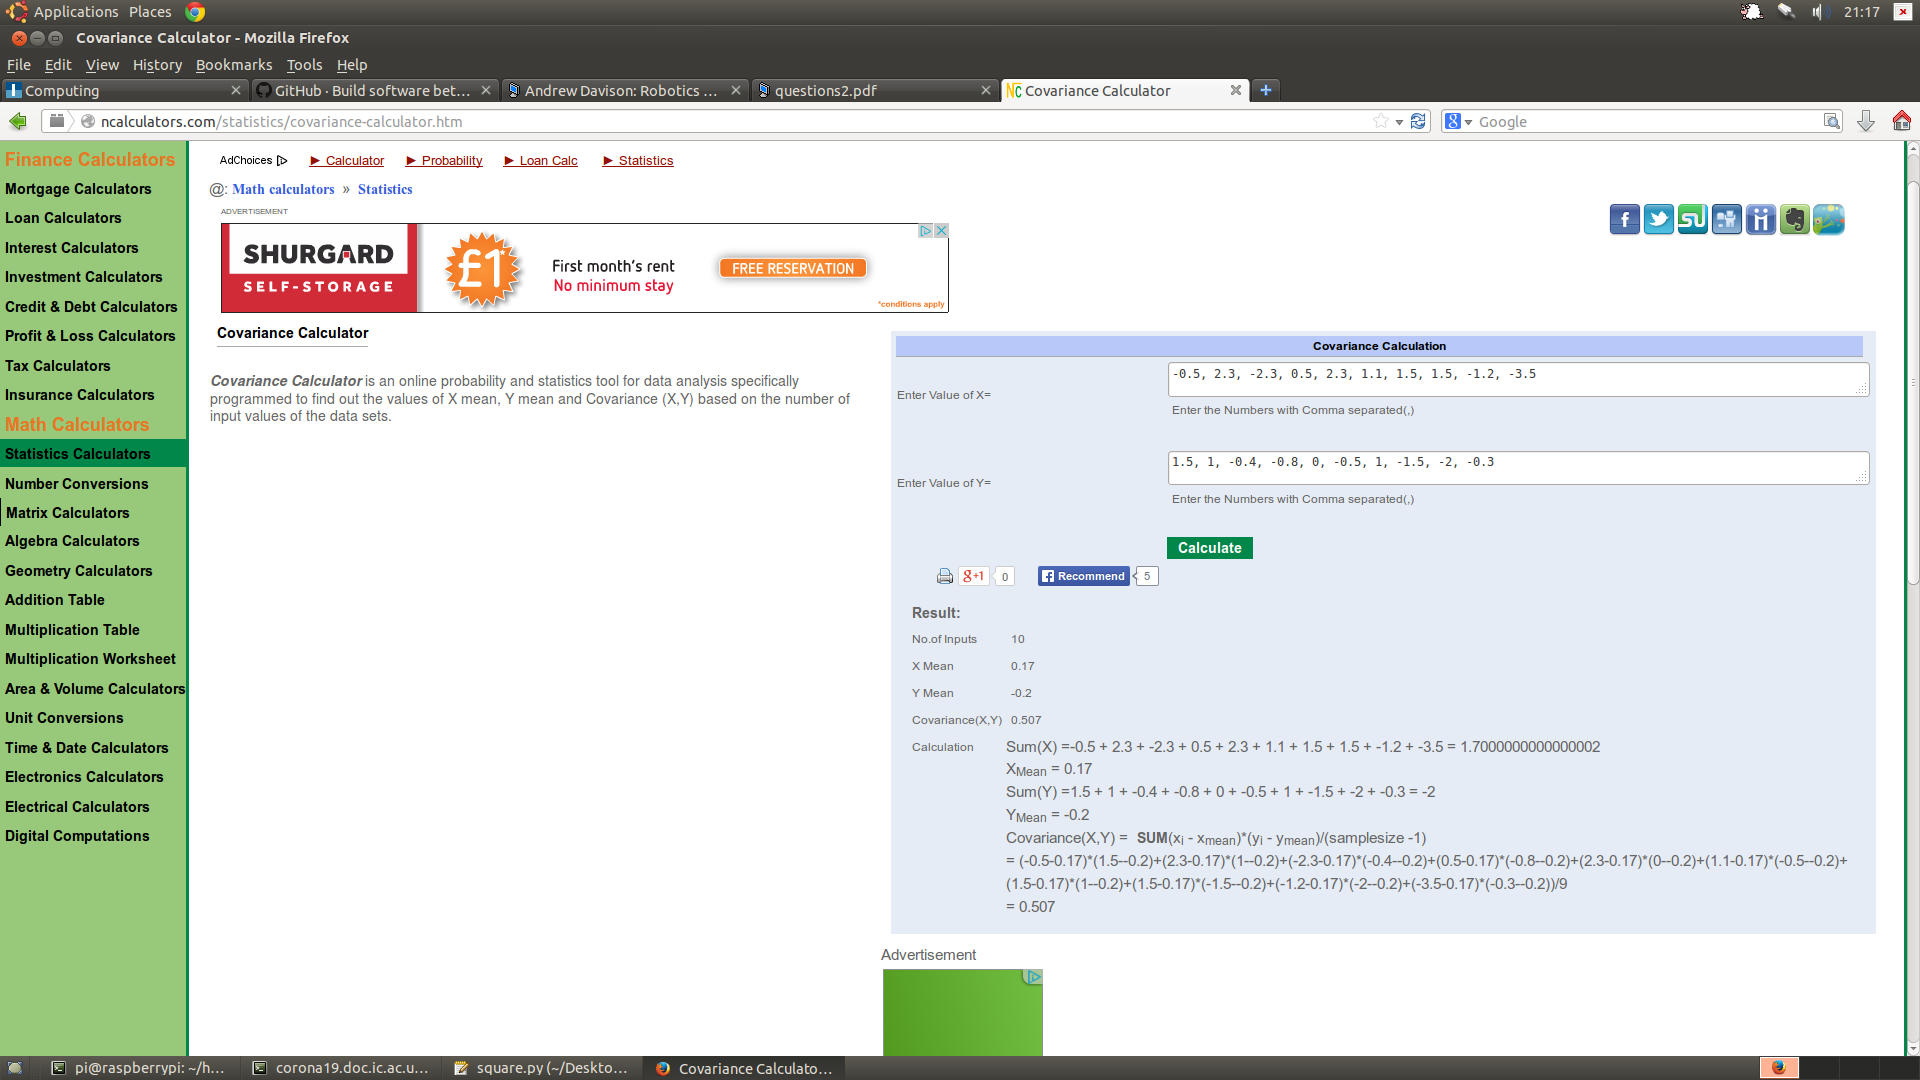 Applications Places 21:17
Covariance Calculator - Mozilla Firefox
File Edit View History Bookmarks Tools Help
Computing GitHub · Build software bet... Andrew Davison: Robotics ... questions2.pdf Covariance Calculator
ncalculators.com/statistics/covariance-calculator.htm Google
Finance Calculators
Mortgage Calculators
Loan Calculators
Interest Calculators
Investment Calculators
Credit & Debt Calculators
Profit & Loss Calculators
Tax Calculators
Insurance Calculators
Math Calculators
Statistics Calculators
Number Conversions
Matrix Calculators
Algebra Calculators
Geometry Calculators
Addition Table
Multiplication Table
Multiplication Worksheet
Area & Volume Calculators
Unit Conversions
Time & Date Calculators
Electronics Calculators
Electrical Calculators
Digital Computations
AdChoices ► Calculator ► Probability ► Loan Calc ► Statistics
@: Math calculators » Statistics
ADVERTISEMENT
SHURGARD
SELF-STORAGE
£1*
First month's rent
No minimum stay
FREE RESERVATION
*conditions apply
Covariance Calculator
Covariance Calculator is an online probability and statistics tool for data analysis specifically
programmed to find out the values of X mean, Y mean and Covariance (X,Y) based on the number of
input values of the data sets.
Covariance Calculation
Enter Value of X= -0.5, 2.3, -2.3, 0.5, 2.3, 1.1, 1.5, 1.5, -1.2, -3.5
Enter the Numbers with Comma separated(,)
Enter Value of Y= 1.5, 1, -0.4, -0.8, 0, -0.5, 1, -1.5, -2, -0.3
Enter the Numbers with Comma separated(,)
Calculate
g+1 0 Recommend 5
Result:
No.of Inputs 10
X Mean 0.17
Y Mean -0.2
Covariance(X,Y) 0.507
Calculation Sum(X) =-0.5 + 2.3 + -2.3 + 0.5 + 2.3 + 1.1 + 1.5 + 1.5 + -1.2 + -3.5 = 1.7000000000000002
XMean = 0.17
Sum(Y) =1.5 + 1 + -0.4 + -0.8 + 0 + -0.5 + 1 + -1.5 + -2 + -0.3 = -2
YMean = -0.2
Covariance(X,Y) = SUM(xi - xmean)*(yi - ymean)/(samplesize -1)
= (-0.5-0.17)*(1.5--0.2)+(2.3-0.17)*(1--0.2)+(-2.3-0.17)*(-0.4--0.2)+(0.5-0.17)*(-0.8--0.2)+(2.3-0.17)*(0--0.2)+(1.1-0.17)*(-0.5--0.2)+
(1.5-0.17)*(1--0.2)+(1.5-0.17)*(-1.5--0.2)+(-1.2-0.17)*(-2--0.2)+(-3.5-0.17)*(-0.3--0.2))/9
= 0.507
Advertisement
pi@raspberrypi: ~/h... corona19.doc.ic.ac.u... square.py (~/Deskto... Covariance Calculato...